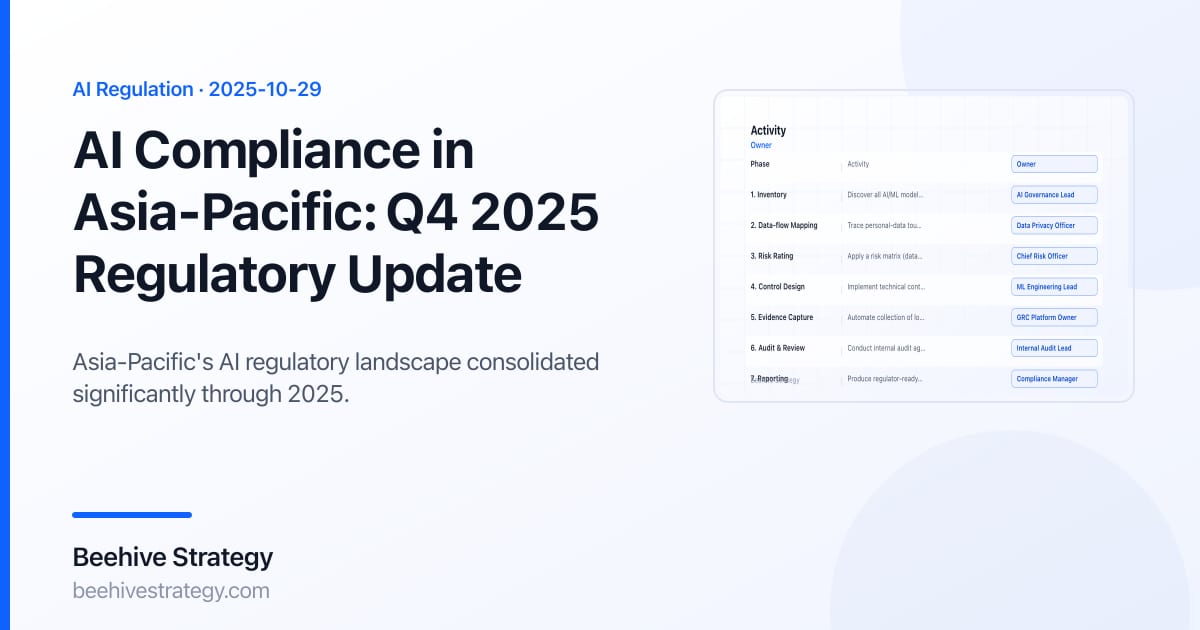 AI Regulation · 2025-10-29
AI Compliance in
Asia-Pacific: Q4 2025
Regulatory Update
Asia-Pacific's AI regulatory landscape consolidated
significantly through 2025.
Beehive Strategy
beehivestrategy.com
Activity
Owner
Phase Activity Owner
1. Inventory Discover all AI/ML model... AI Governance Lead
2. Data-flow Mapping Trace personal-data tou... Data Privacy Officer
3. Risk Rating Apply a risk matrix (data... Chief Risk Officer
4. Control Design Implement technical cont... ML Engineering Lead
5. Evidence Capture Automate collection of lo... GRC Platform Owner
6. Audit & Review Conduct internal audit ag... Internal Audit Lead
7. Reporting Produce regulator-ready... Compliance Manager